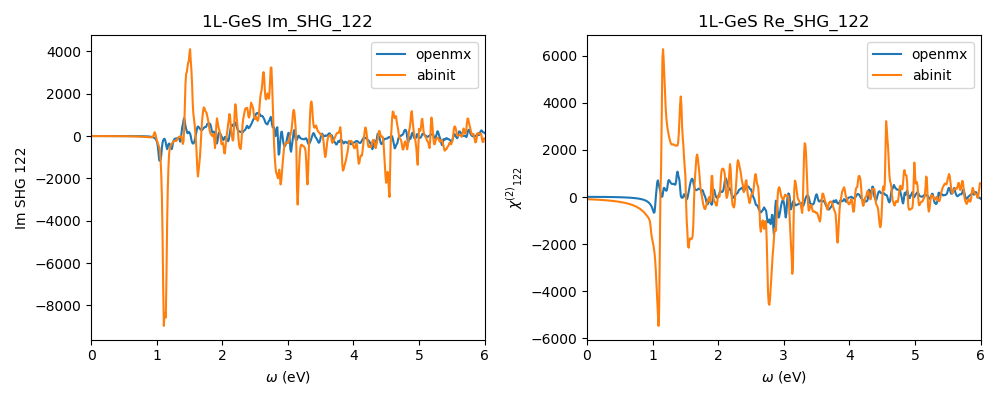 1L-GeS Im_SHG_122
4000
2000
0
−2000
−4000
−6000
−8000
Im SHG 122
0 1 2 3 4 5 6
ω (eV)
openmx
abinit
1L-GeS Re_SHG_122
6000
4000
2000
0
−2000
−4000
−6000
χ⁽²⁾₁₂₂
0 1 2 3 4 5 6
ω (eV)
openmx
abinit